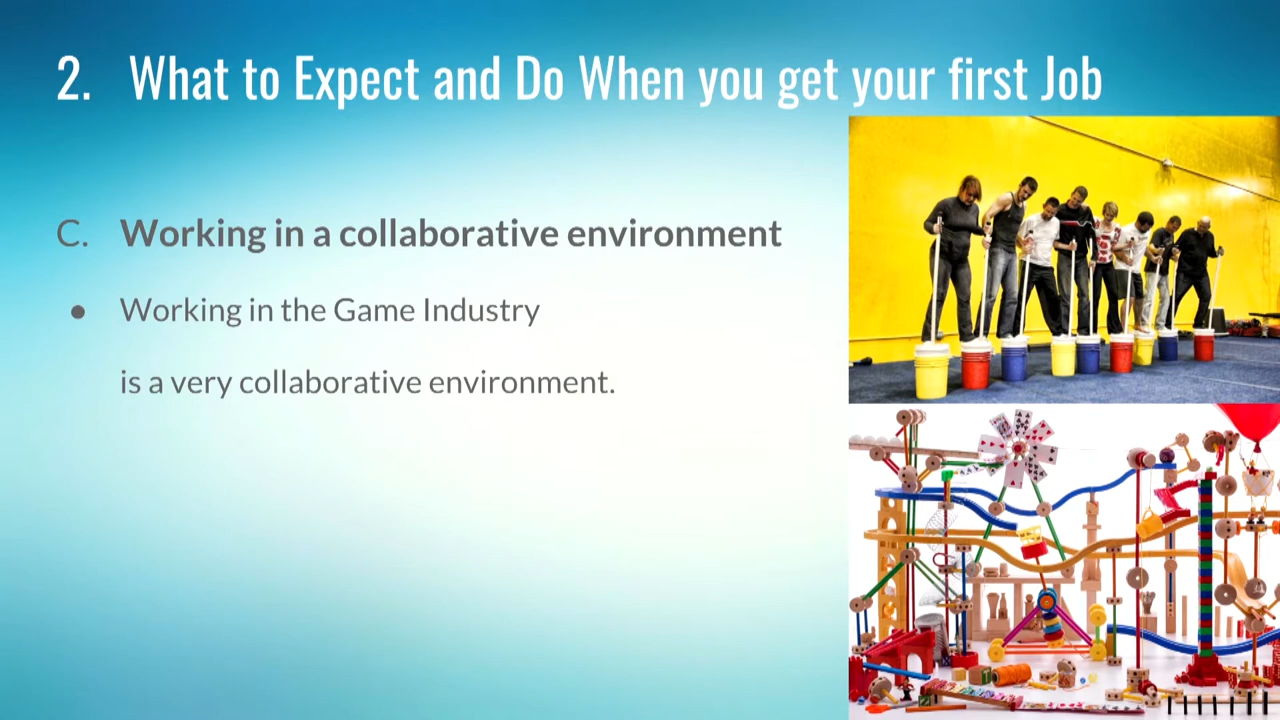 2. What to Expect and Do When you get your first Job
C. Working in a collaborative environment
● Working in the Game Industry
is a very collaborative environment.